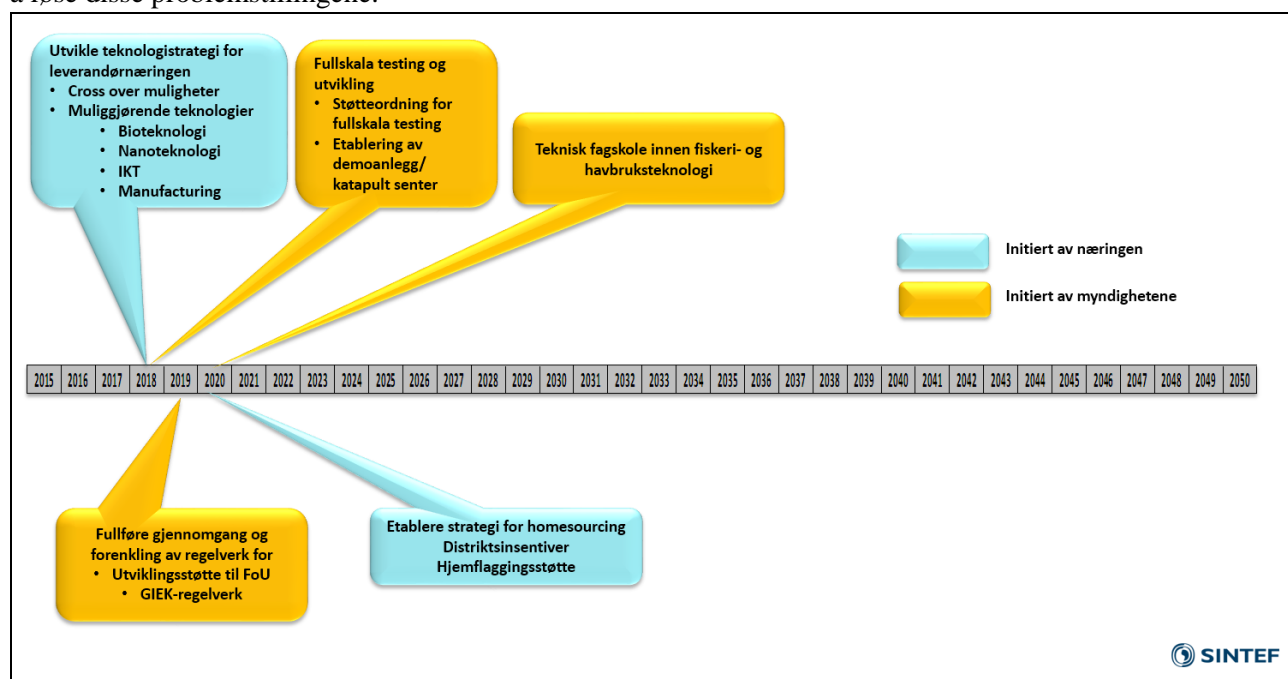 å løse disse problemstillingene.
Utvikle teknologistrategi for
leverandørnæringen
• Cross over muligheter
• Muliggjørende teknologier
• Bioteknologi
• Nanoteknologi
• IKT
• Manufacturing
Fullskala testing og
utvikling
• Støtteordning for
fullskala testing
• Etablering av
demoanlegg/
katapult senter
Teknisk fagskole innen fiskeri- og
havbruksteknologi
Initiert av næringen
Initiert av myndighetene
2015 2016 2017 2018 2019 2020 2021 2022 2023 2024 2025 2026 2027 2028 2029 2030 2031 2032 2033 2034 2035 2036 2037 2038 2039 2040 2041 2042 2043 2044 2045 2046 2047 2048 2049 2050
Fullføre gjennomgang og
forenkling av regelverk for
• Utviklingsstøtte til FoU
• GIEK-regelverk
Etablere strategi for homesourcing
Distriktsinsentiver
Hjemflaggingsstøtte
SINTEF